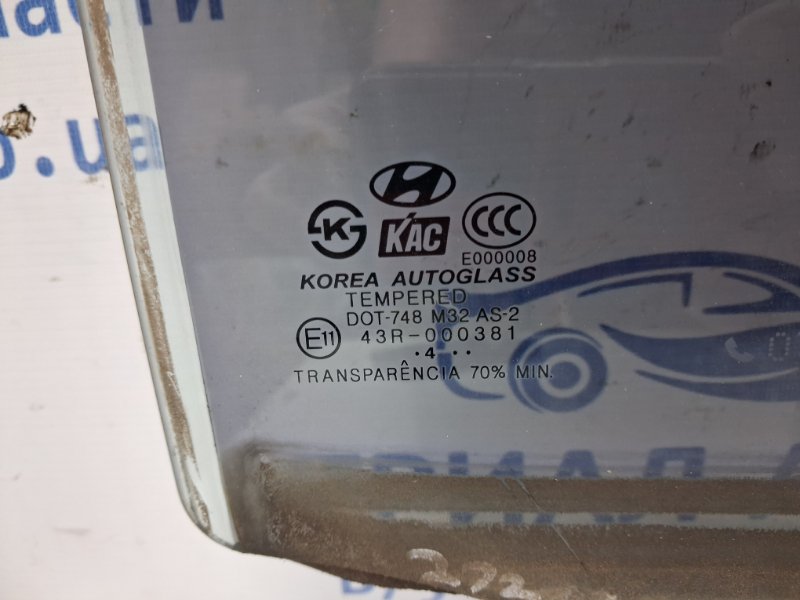 .ua
KAC
CCC
E000008
KOREA AUTOGLASS
TEMPERED
DOT-748 M32 AS-2
E11 43R-000381
.4 ..
TRANSPARÊNCIA 70% MIN.